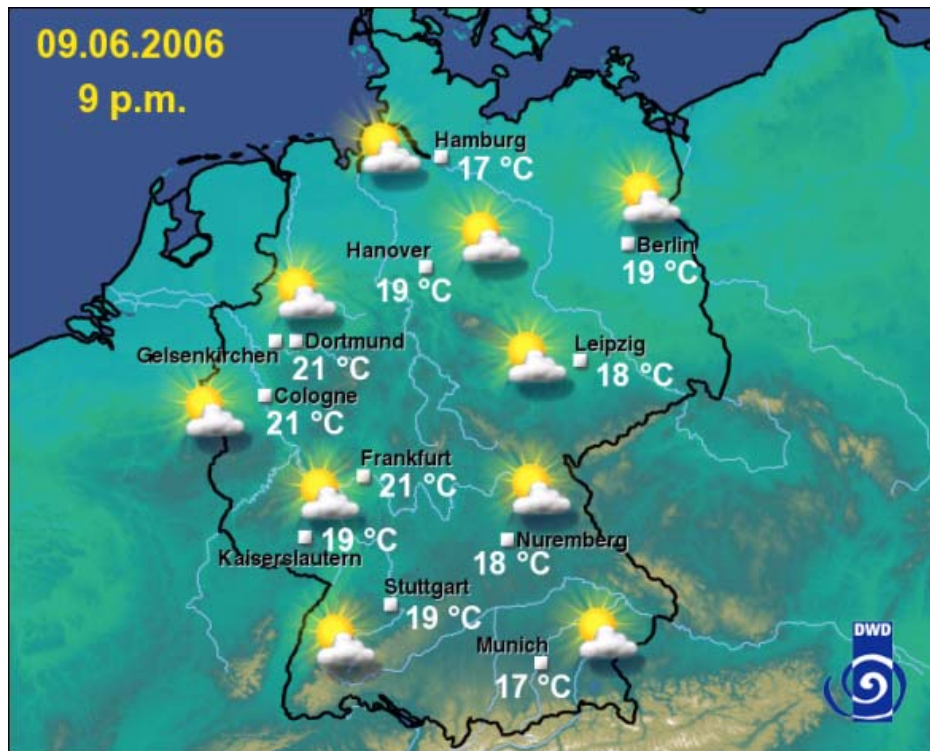 09.06.2006
9 p.m.
Hamburg
17 °C
Berlin
19 °C
Hanover
19 °C
Gelsenkirchen
Dortmund
21 °C
Leipzig
18 °C
Cologne
21 °C
Frankfurt
21 °C
19 °C
Kaiserslautern
Nuremberg
18 °C
Stuttgart
19 °C
Munich
17 °C
DWD